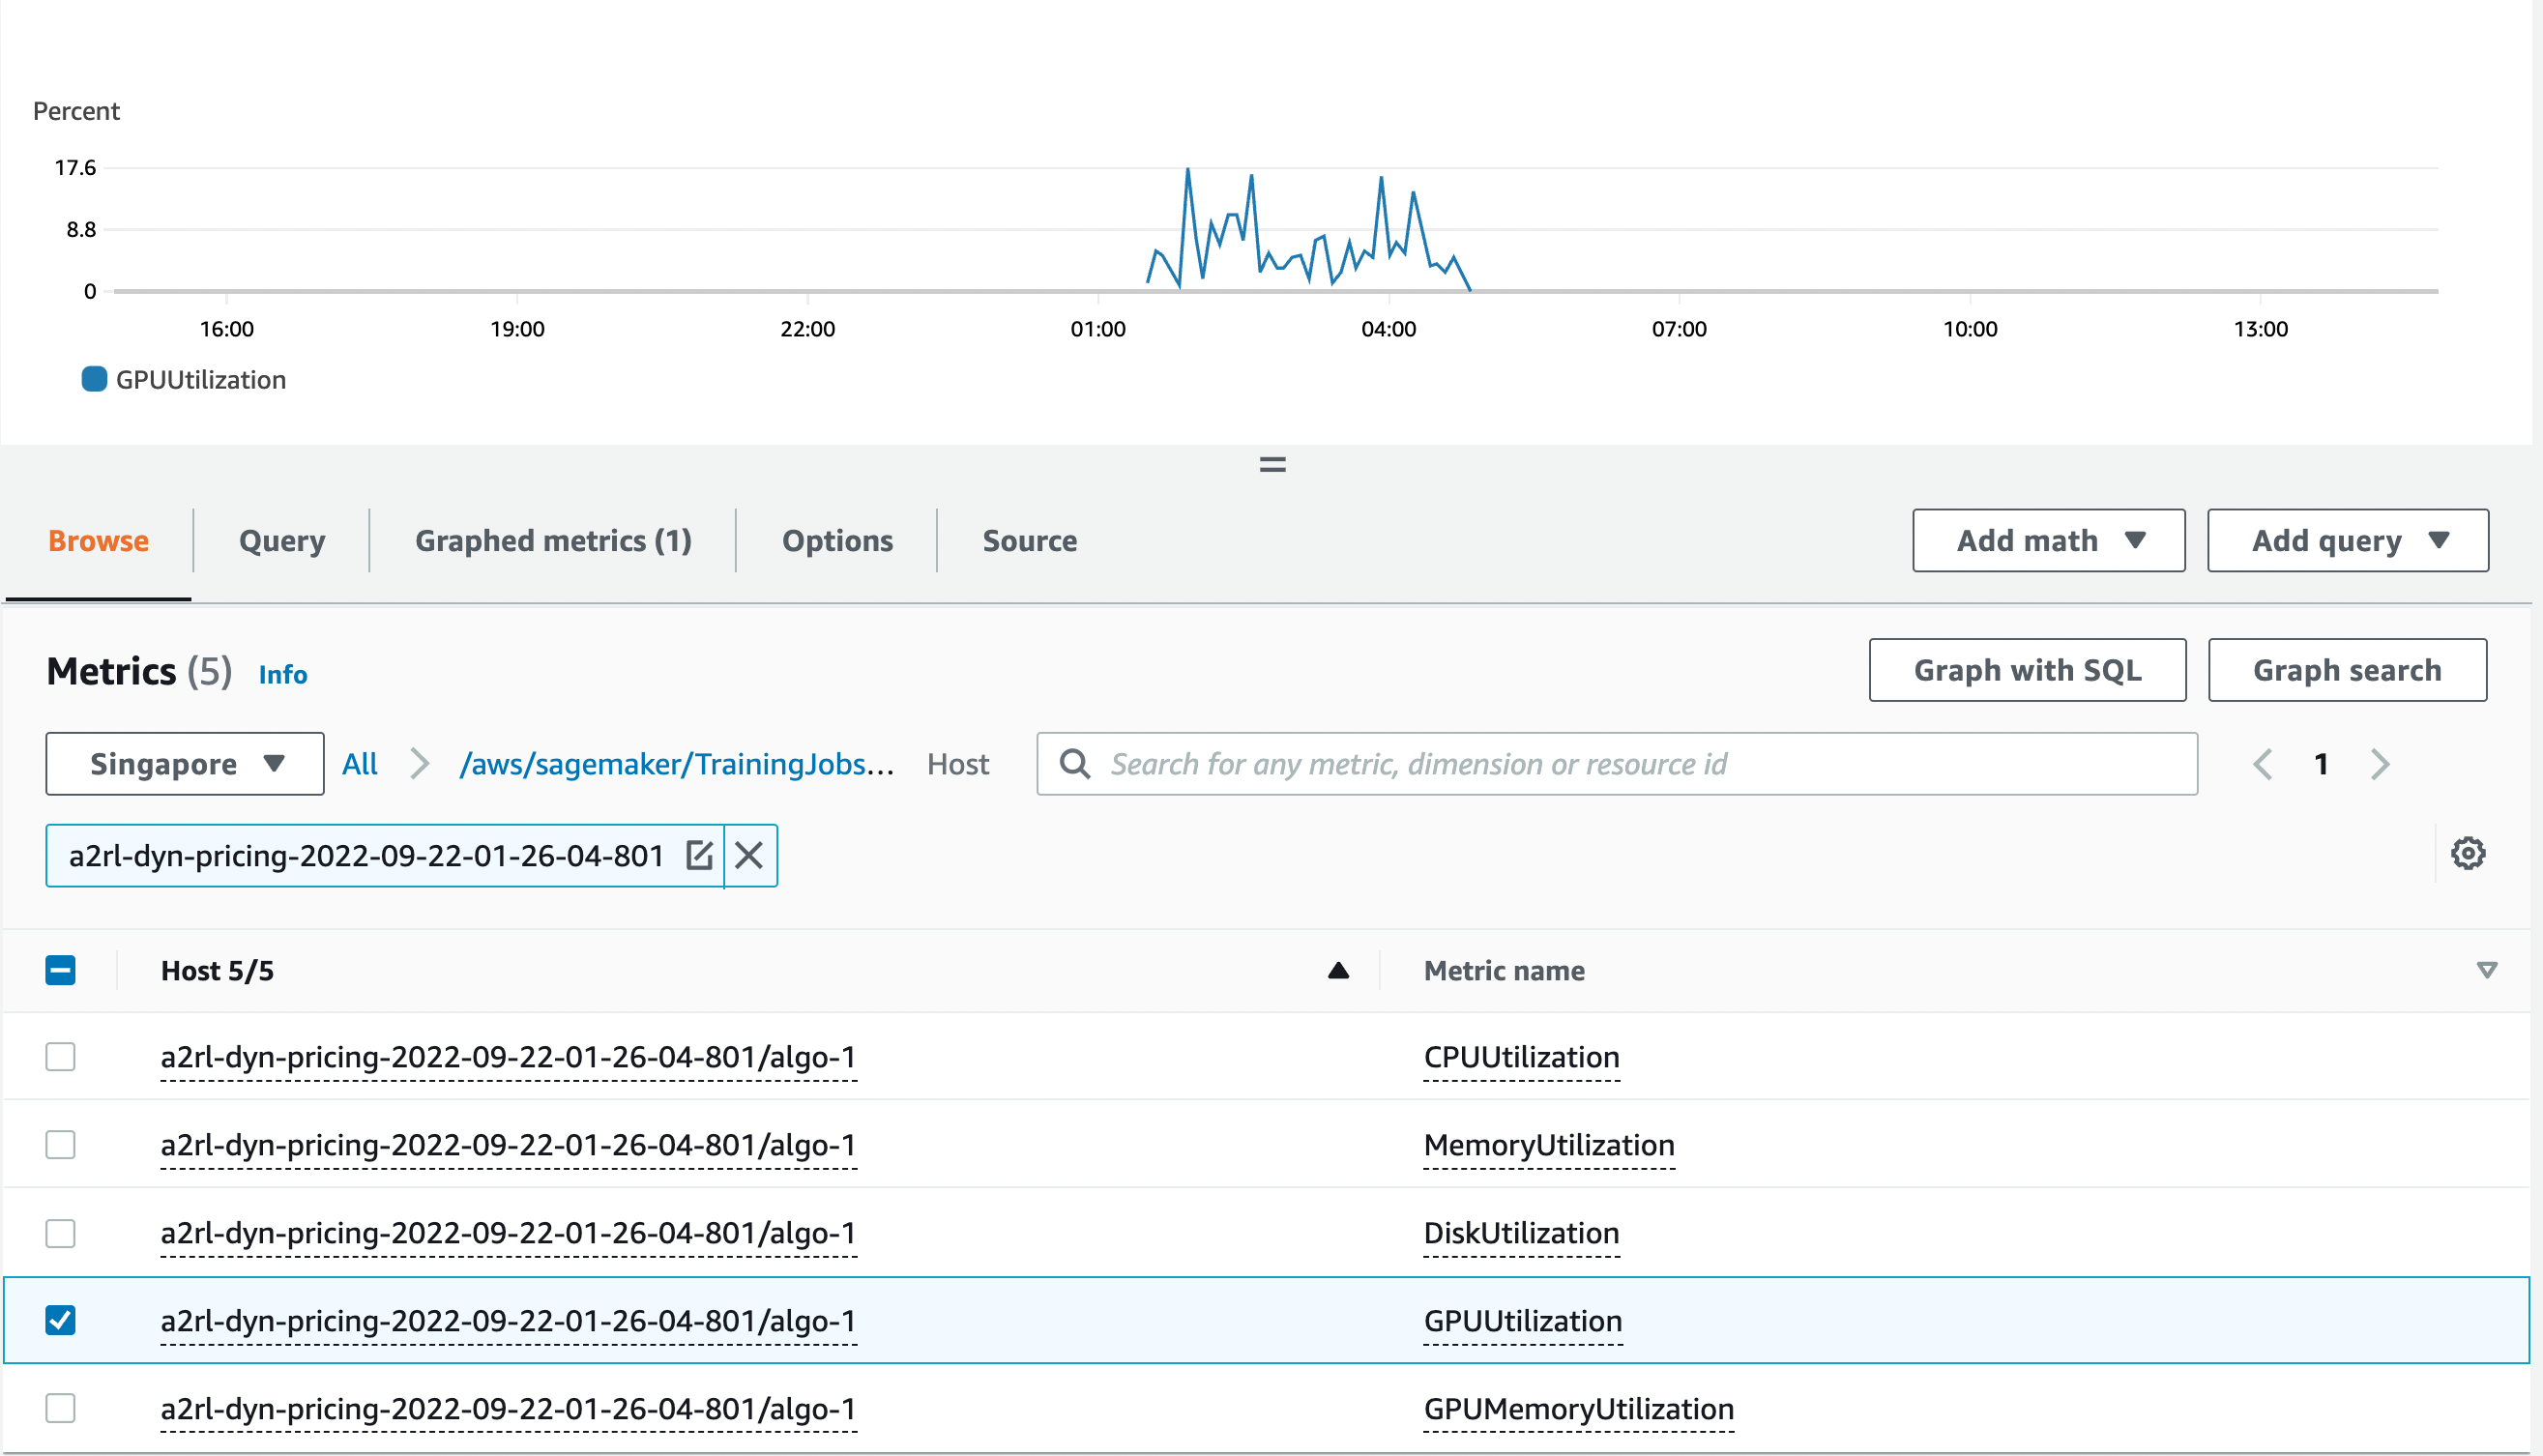 Percent
17.6
8.8
0
16:00 19:00 22:00 01:00 04:00 07:00 10:00 13:00
GPUUtilization
Browse Query Graphed metrics (1) Options Source Add math Add query
Metrics (5) Info Graph with SQL Graph search
Singapore All /aws/sagemaker/TrainingJobs... Host Search for any metric, dimension or resource id 1
a2rl-dyn-pricing-2022-09-22-01-26-04-801
Host 5/5 Metric name
a2rl-dyn-pricing-2022-09-22-01-26-04-801/algo-1 CPUUtilization
a2rl-dyn-pricing-2022-09-22-01-26-04-801/algo-1 MemoryUtilization
a2rl-dyn-pricing-2022-09-22-01-26-04-801/algo-1 DiskUtilization
a2rl-dyn-pricing-2022-09-22-01-26-04-801/algo-1 GPUUtilization
a2rl-dyn-pricing-2022-09-22-01-26-04-801/algo-1 GPUMemoryUtilization